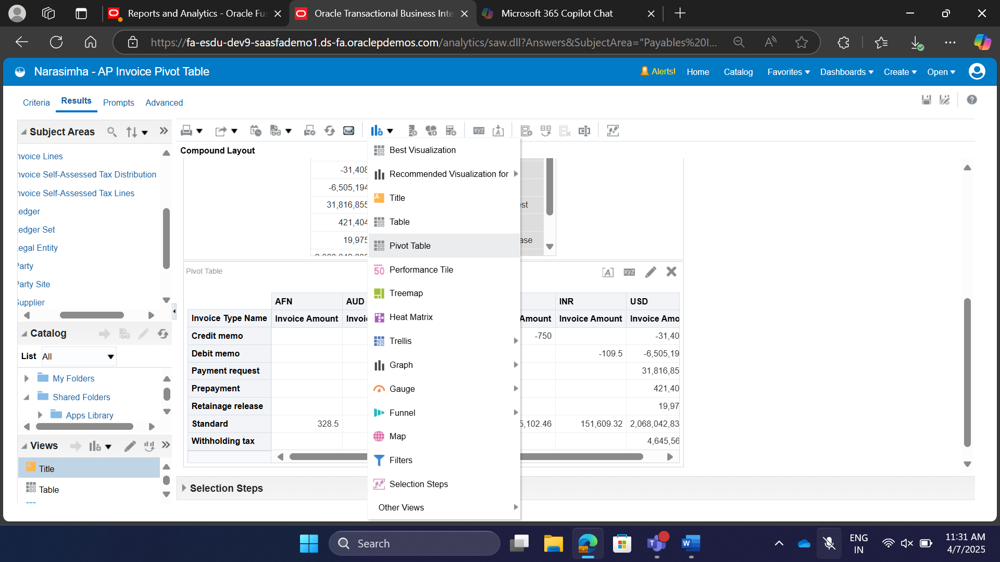 Reports and Analytics - Oracle Fus
Oracle Transactional Business Inte
Microsoft 365 Copilot Chat
https://fa-esdu-dev9-saasfademo1.ds-fa.oraclepdemos.com/analytics/saw.dll?Answers&SubjectArea="Payables%20I...
Narasimha - AP Invoice Pivot Table
Alerts!
Home
Catalog
Favorites
Dashboards
Create
Open
Criteria
Results
Prompts
Advanced
Subject Areas
nvoice Lines
nvoice Self-Assessed Tax Distribution
nvoice Self-Assessed Tax Lines
edger
edger Set
egal Entity
Party
Party Site
Supplier
Catalog
List
All
My Folders
Shared Folders
Apps Library
Views
Title
Table
Compound Layout
-31,408
-6,505,194
31,816,855
421,404
19,975
est
ase
Best Visualization
Recommended Visualization for
Title
Table
Pivot Table
50 Performance Tile
Treemap
Heat Matrix
Trellis
Graph
Gauge
Funnel
Map
Filters
Selection Steps
Other Views
Pivot Table
AFN AUD INR USD
Invoice Type Name Invoice Amount Invoi Amount Invoice Amount Invoice Amo
Credit memo -750 -31,40
Debit memo -109.5 -6,505,19
Payment request 31,816,85
Prepayment 421,40
Retainage release 19,97
Standard 328.5 5,102.46 151,609.32 2,068,042,83
Withholding tax 4,645,56
Selection Steps
Search
ENG
IN
11:31 AM
4/7/2025